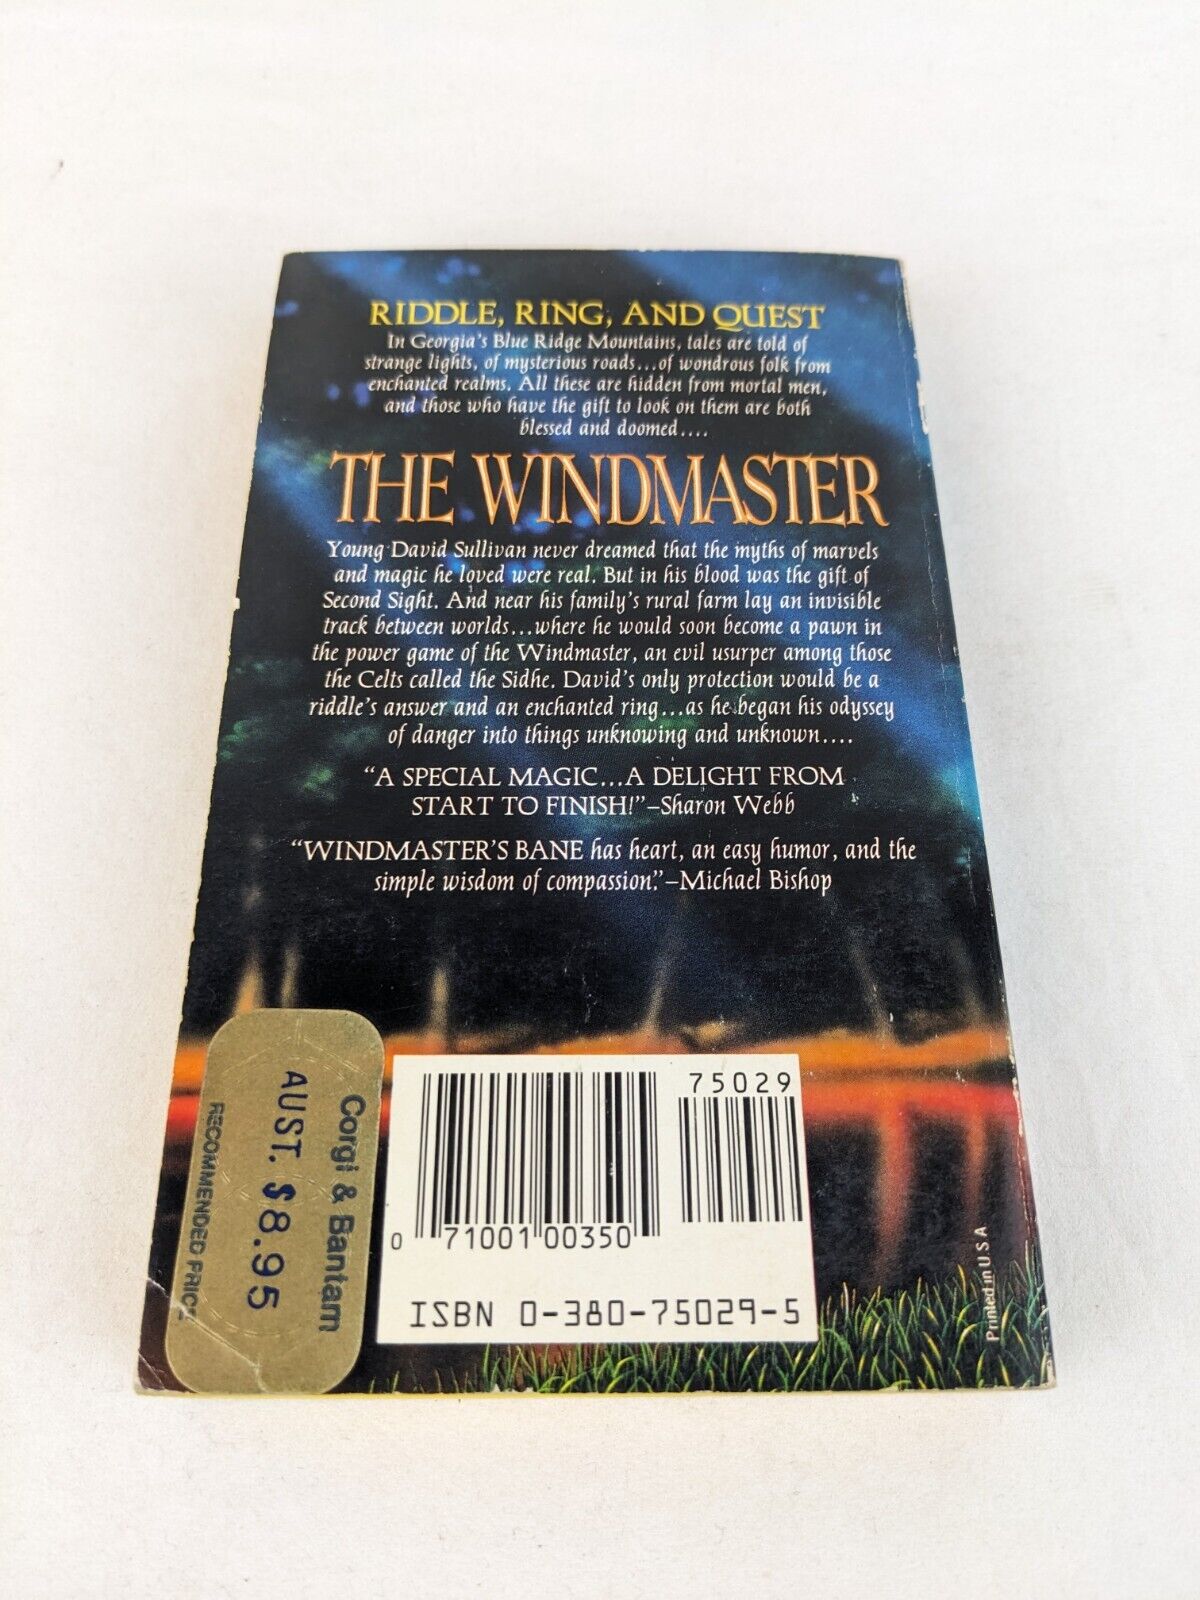 RIDDLE, RING, AND QUEST
In Georgia's Blue Ridge Mountains, tales are told of
strange lights, of mysterious roads...of wondrous folk from
enchanted realms. All these are hidden from mortal men,
and those who have the gift to look on them are both
blessed and doomed....
THE WINDMASTER
Young David Sullivan never dreamed that the myths of marvels
and magic he loved were real. But in his blood was the gift of
Second Sight. And near his family's rural farm lay an invisible
track between worlds...where he would soon become a pawn in
the power game of the Windmaster, an evil usurper among those
the Celts called the Sidhe. David's only protection would be a
riddle's answer and an enchanted ring...as he began his odyssey
of danger into things unknowing and unknown....
"A SPECIAL MAGIC...A DELIGHT FROM
START TO FINISH!"–Sharon Webb
"WINDMASTER'S BANE has heart, an easy humor, and the
simple wisdom of compassion."–Michael Bishop
Corgi & Bantam
AUST. $8.95
RECOMMENDED PRICE
75029
0 71001 00350
ISBN 0-380-75029-5
Printed in U S A